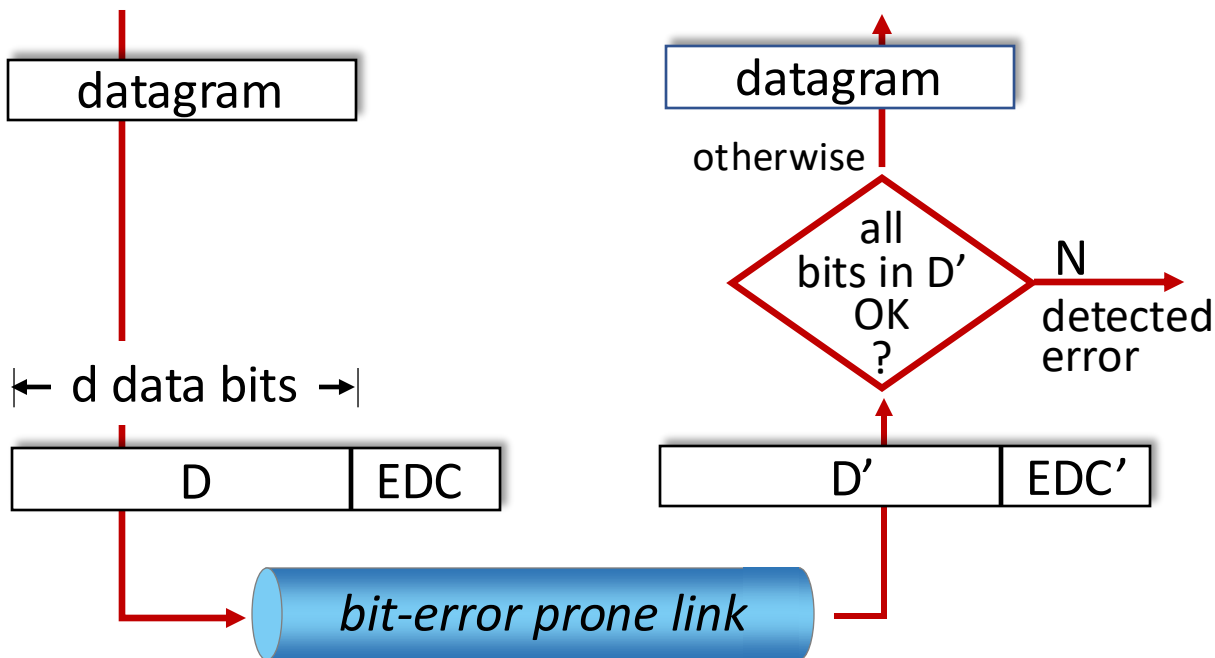 datagram
d data bits
D
EDC
bit-error prone link
datagram
otherwise
all
bits in D’
OK
?
N
detected
error
D’
EDC’